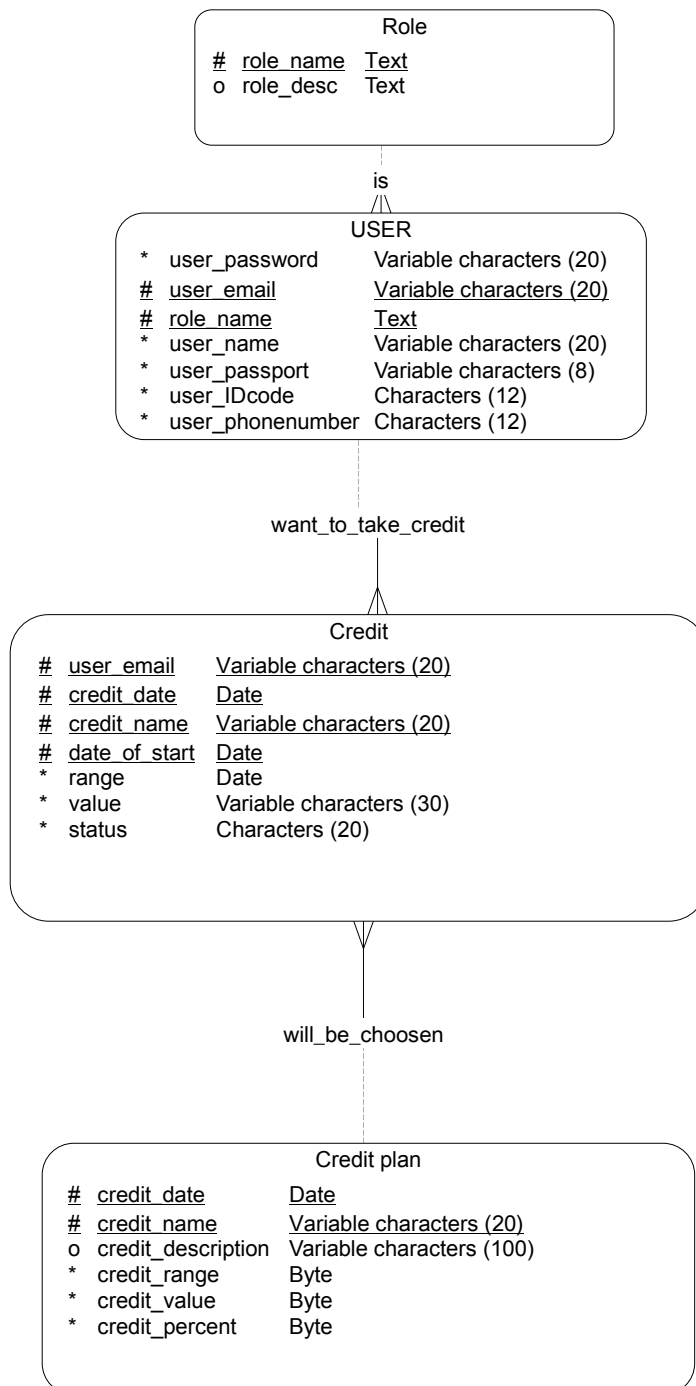 Role
# role_name Text
o role_desc Text
is
USER
* user_password Variable characters (20)
# user_email Variable characters (20)
# role_name Text
* user_name Variable characters (20)
* user_passport Variable characters (8)
* user_IDcode Characters (12)
* user_phonenumber Characters (12)
want_to_take_credit
Credit
# user_email Variable characters (20)
# credit_date Date
# credit_name Variable characters (20)
# date_of_start Date
* range Date
* value Variable characters (30)
* status Characters (20)
will_be_choosen
Credit plan
# credit_date Date
# credit_name Variable characters (20)
o credit_description Variable characters (100)
* credit_range Byte
* credit_value Byte
* credit_percent Byte